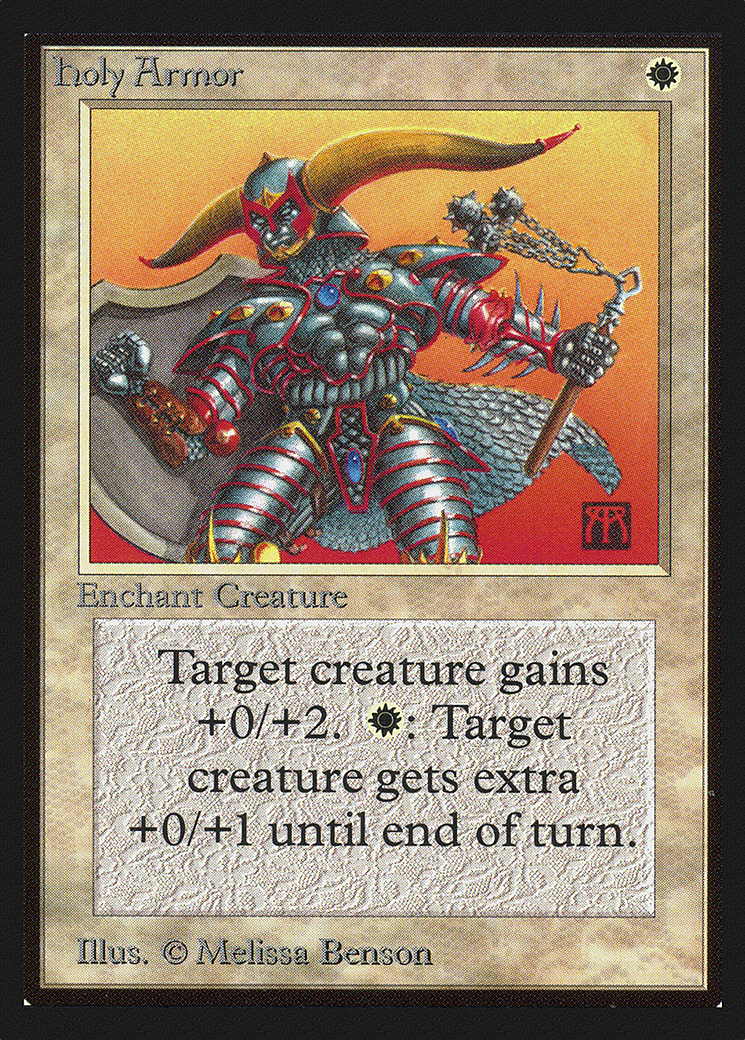 Holy Armor
Enchant Creature
Target creature gains
+0/+2. : Target
creature gets extra
+0/+1 until end of turn.
Illus. © Melissa Benson